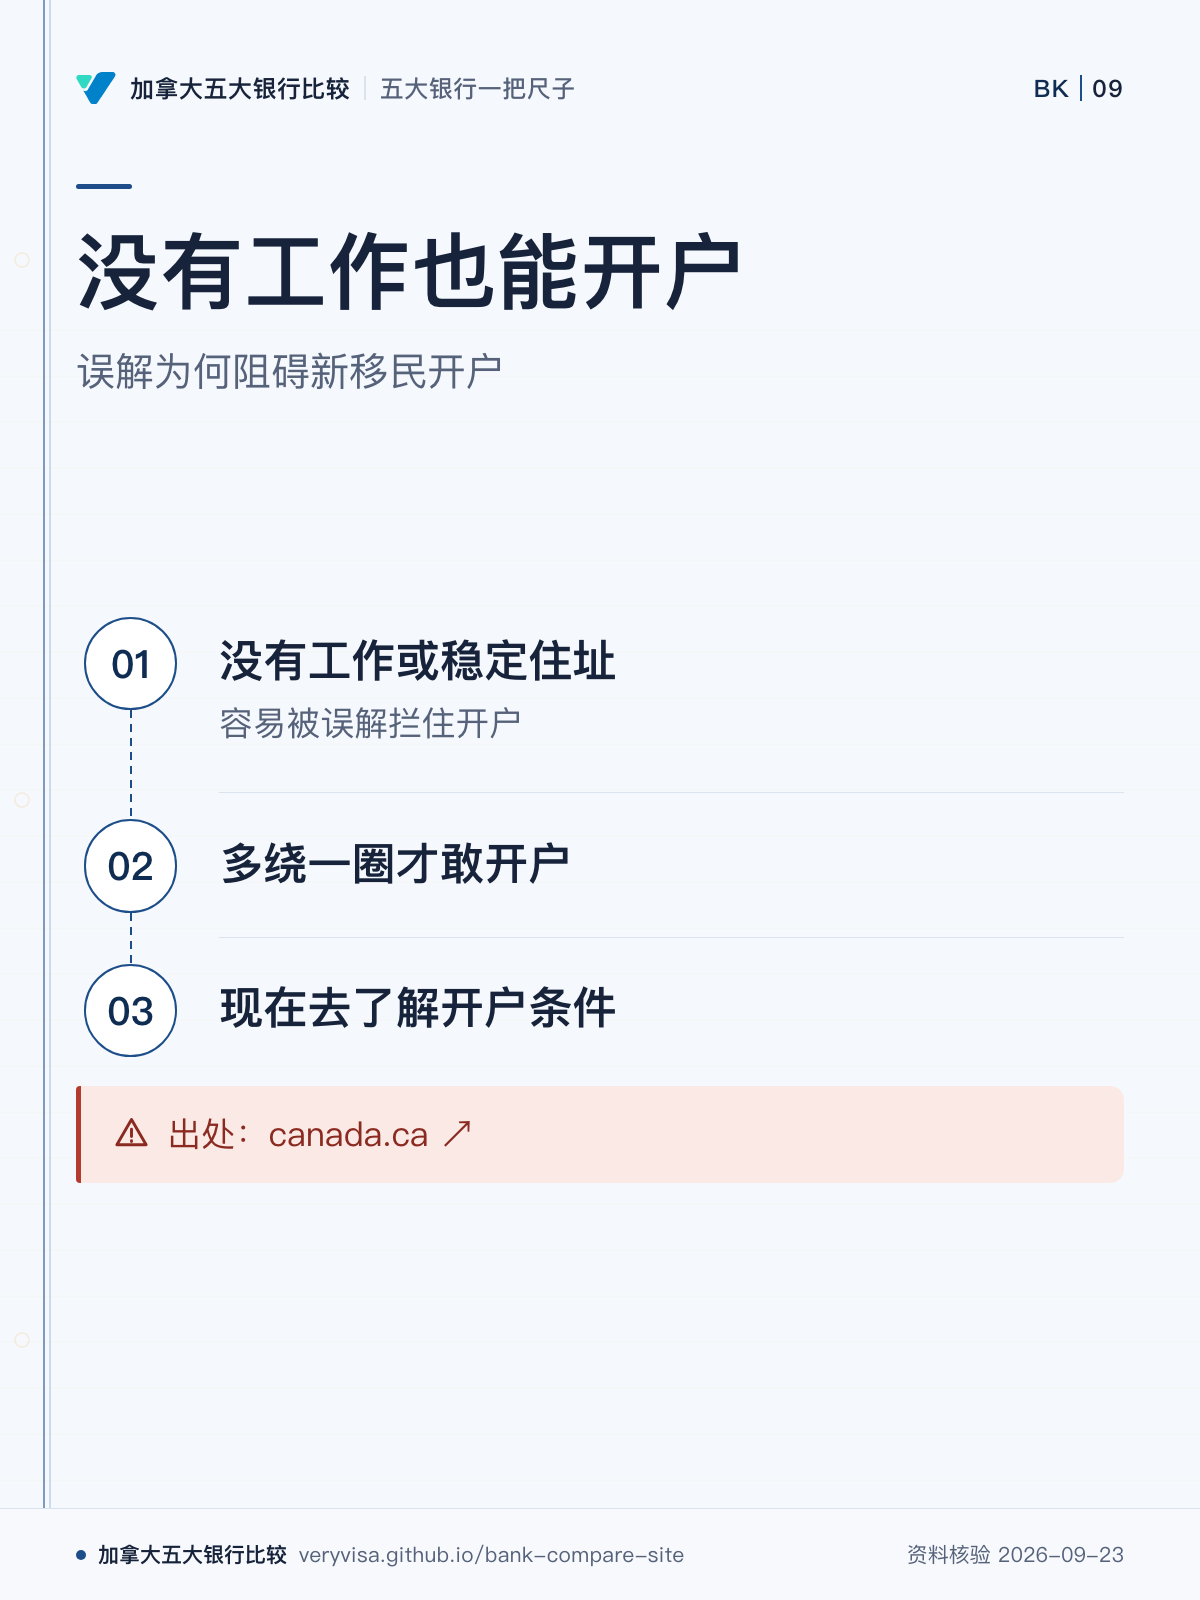 加拿大五大银行比较 五大银行一把尺子 BK 09
没有工作也能开户
误解为何阻碍新移民开户
01 没有工作或稳定住址
容易被误解拦住开户
02 多绕一圈才敢开户
03 现在去了解开户条件
出处：canada.ca ↗
加拿大五大银行比较 veryvisa.github.io/bank-compare-site 资料核验 2026-09-23